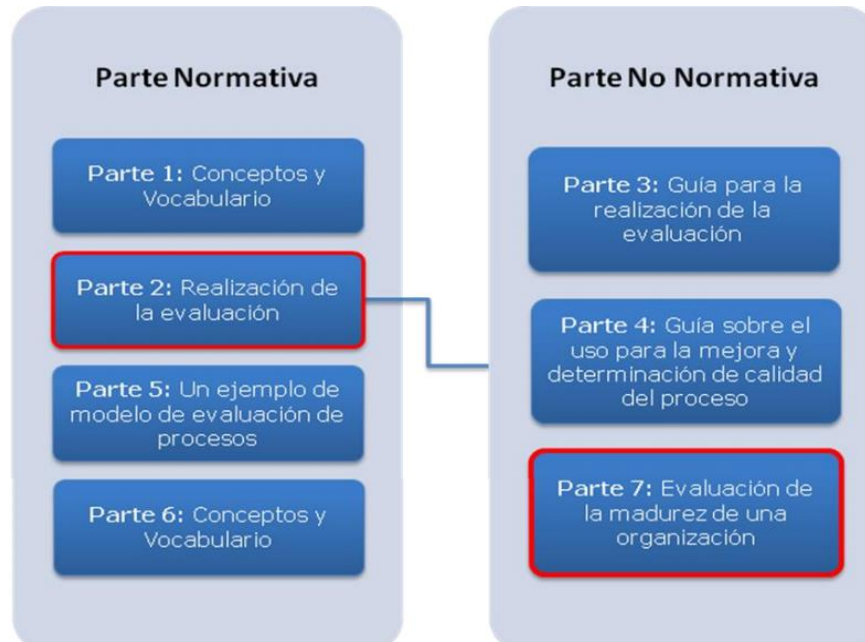 Parte Normativa
Parte 1: Conceptos y
Vocabulario
Parte 2: Realización de
la evaluación
Parte 5: Un ejemplo de
modelo de evaluación de
procesos
Parte 6: Conceptos y
Vocabulario
Parte No Normativa
Parte 3: Guía para la
realización de la
evaluación
Parte 4: Guía sobre el
uso para la mejora y
determinación de calidad
del proceso
Parte 7: Evaluación de
la madurez de una
organización